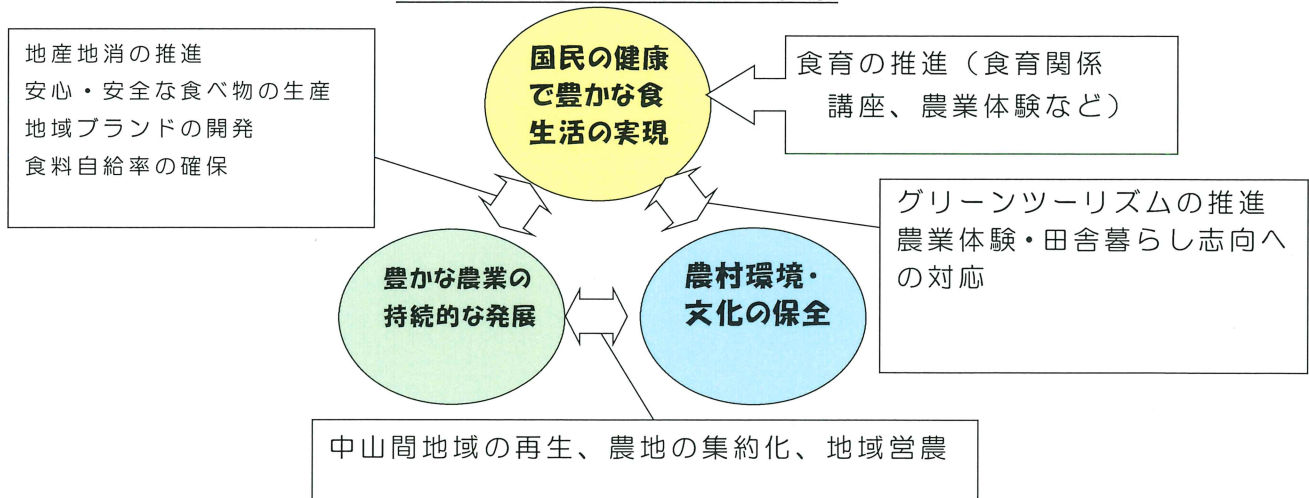 国民の健康
で豊かな食
生活の実現
地産地消の推進
安心・安全な食べ物の生産
地域ブランドの開発
食料自給率の確保
食育の推進（食育関係
講座、農業体験など）
グリーンツーリズムの推進
農業体験・田舎暮らし志向へ
の対応
豊かな農業の
持続的な発展
農村環境・
文化の保全
中山間地域の再生、農地の集約化、地域営農